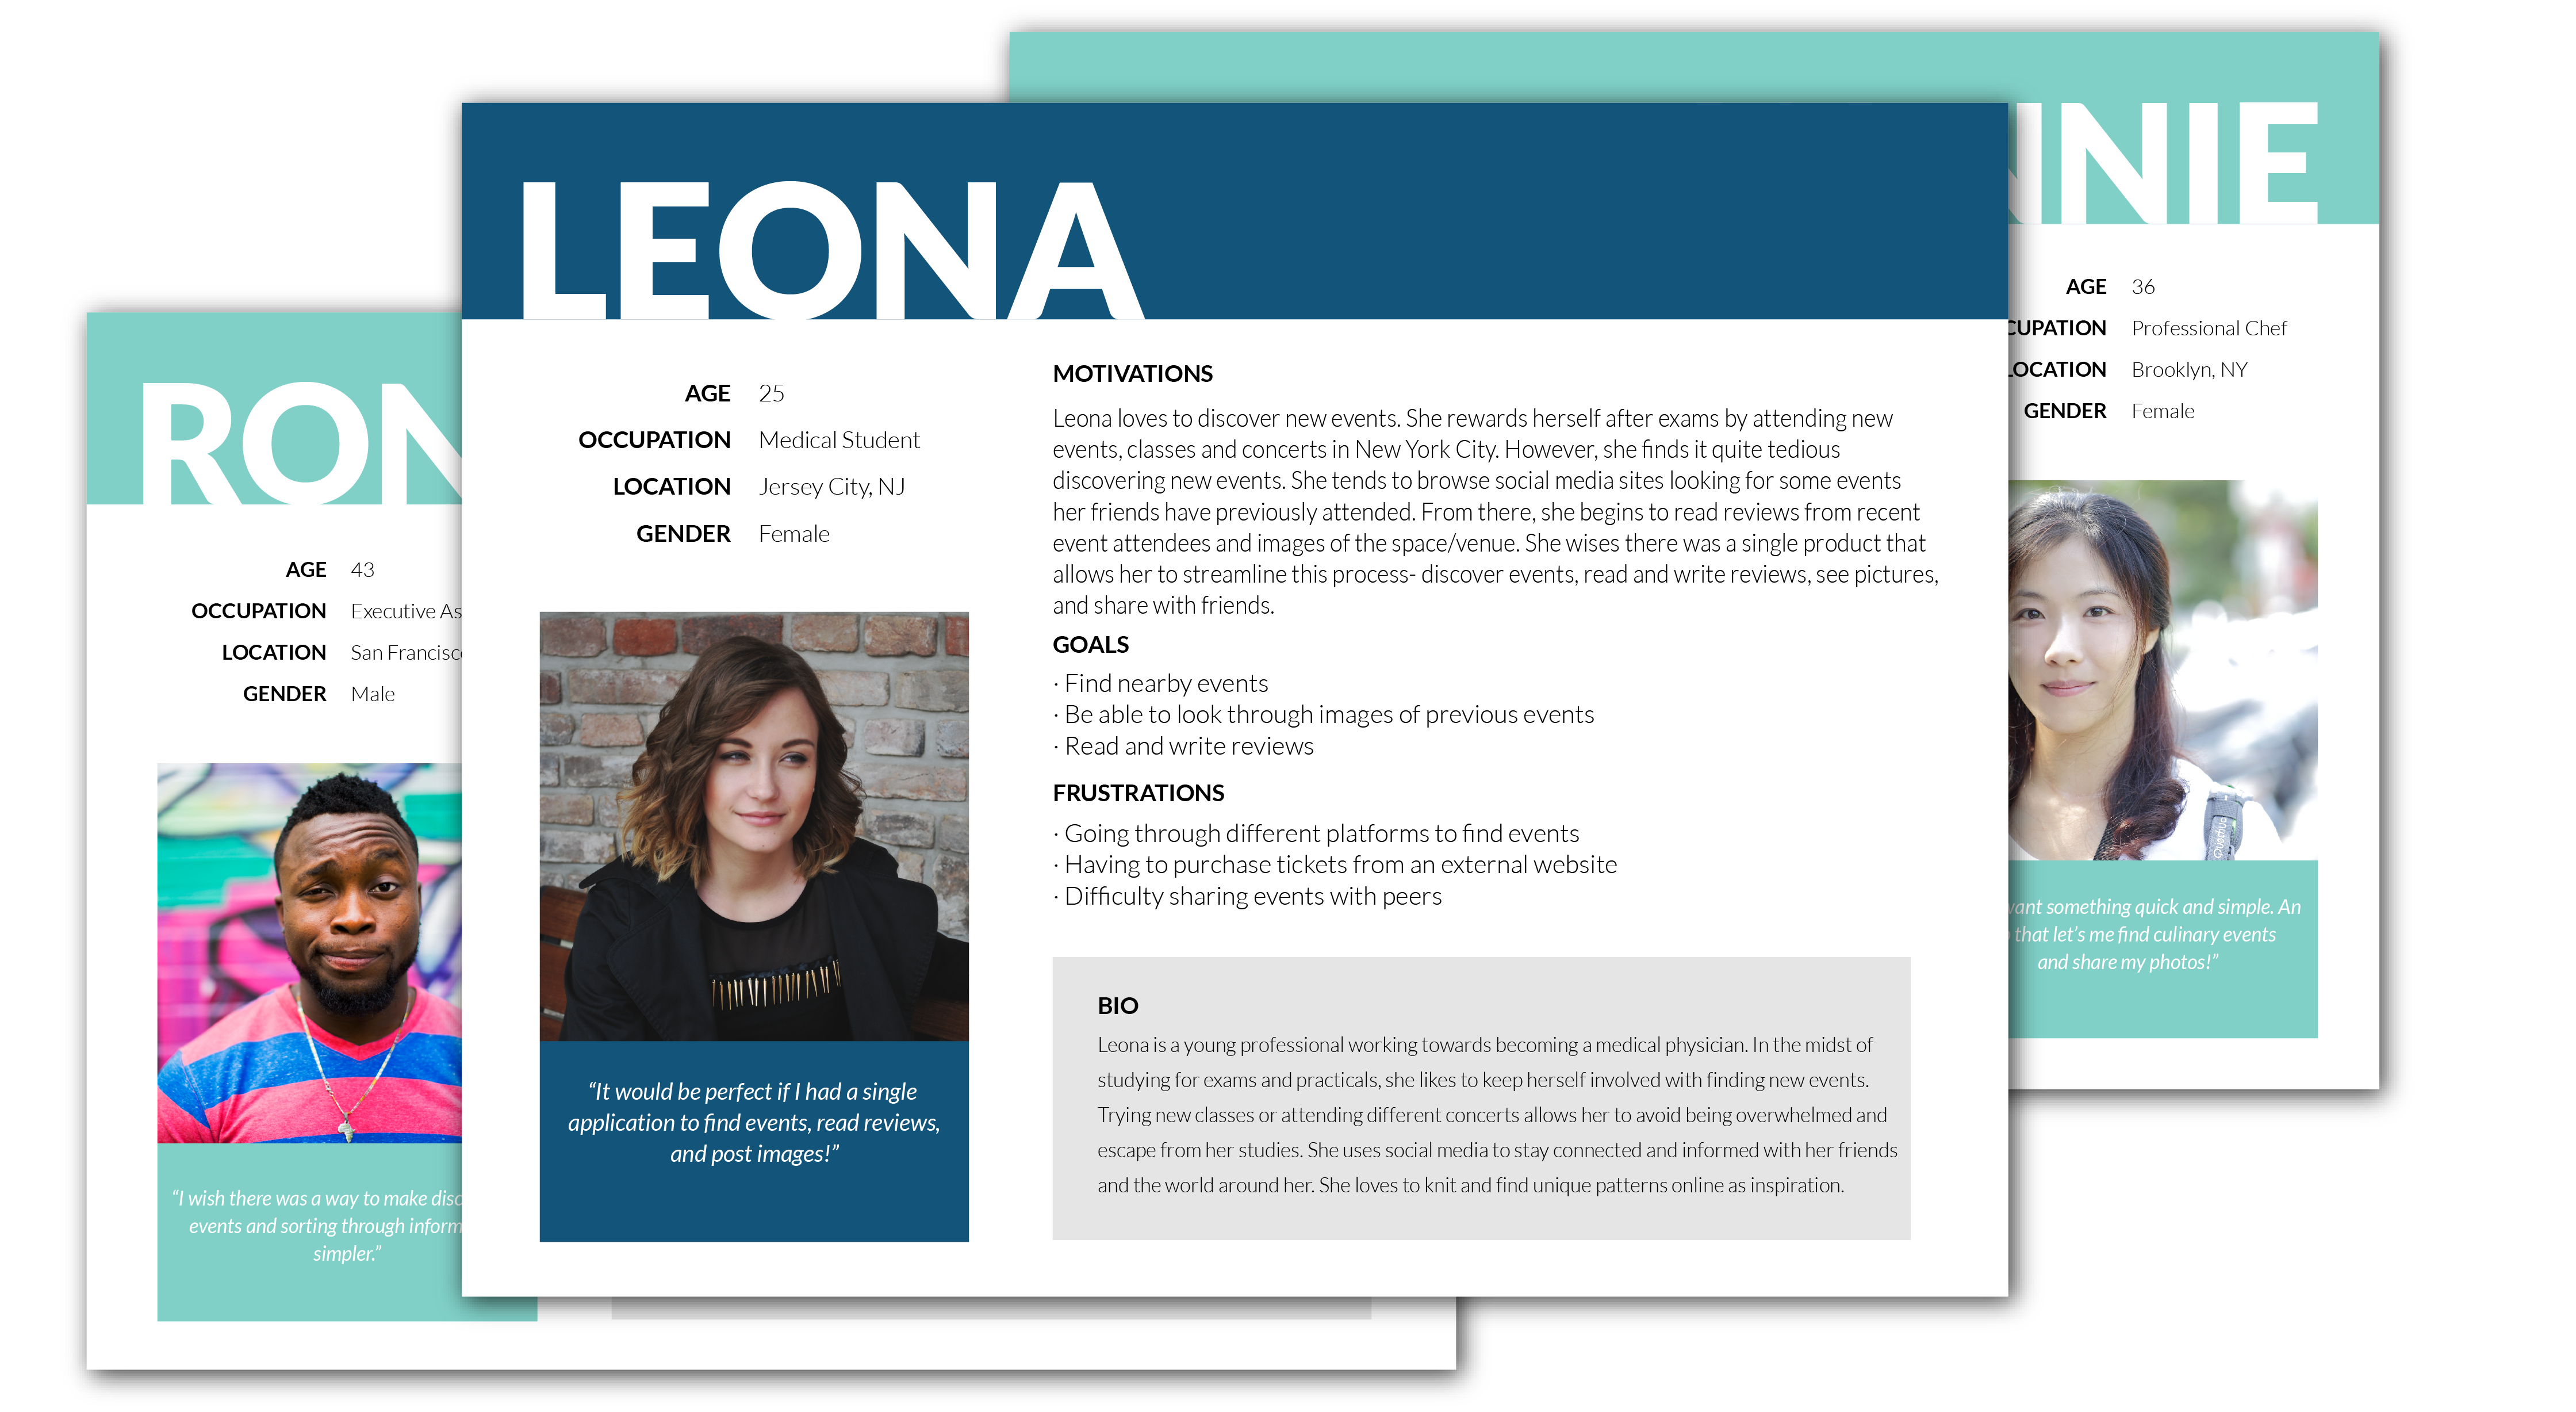 LEONA
AGE 25
OCCUPATION Medical Student
LOCATION Jersey City, NJ
GENDER Female
“It would be perfect if I had a single
application to find events, read reviews,
and post images!”
MOTIVATIONS
Leona loves to discover new events. She rewards herself after exams by attending new
events, classes and concerts in New York City. However, she finds it quite tedious
discovering new events. She tends to browse social media sites looking for some events
her friends have previously attended. From there, she begins to read reviews from recent
event attendees and images of the space/venue. She wises there was a single product that
allows her to streamline this process- discover events, read and write reviews, see pictures,
and share with friends.
GOALS
· Find nearby events
· Be able to look through images of previous events
· Read and write reviews
FRUSTRATIONS
· Going through different platforms to find events
· Having to purchase tickets from an external website
· Difficulty sharing events with peers
BIO
Leona is a young professional working towards becoming a medical physician. In the midst of
studying for exams and practicals, she likes to keep herself involved with finding new events.
Trying new classes or attending different concerts allows her to avoid being overwhelmed and
escape from her studies. She uses social media to stay connected and informed with her friends
and the world around her. She loves to knit and find unique patterns online as inspiration.
RON
AGE 43
OCCUPATION Executive As
LOCATION San Francisc
GENDER Male
“I wish there was a way to make disc
events and sorting through inform
simpler.”
NNIE
AGE 36
CUPATION Professional Chef
LOCATION Brooklyn, NY
GENDER Female
Quechua
want something quick and simple. An
that let’s me find culinary events
and share my photos!”